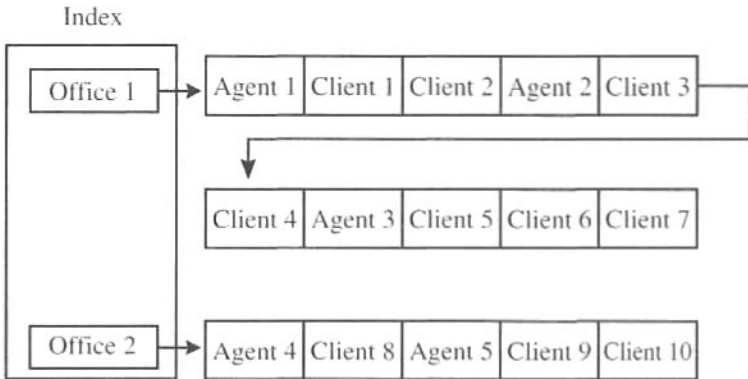 Index
Office 1 Agent 1 Client 1 Client 2 Agent 2 Client 3
Client 4 Agent 3 Client 5 Client 6 Client 7
Office 2 Agent 4 Client 8 Agent 5 Client 9 Client 10